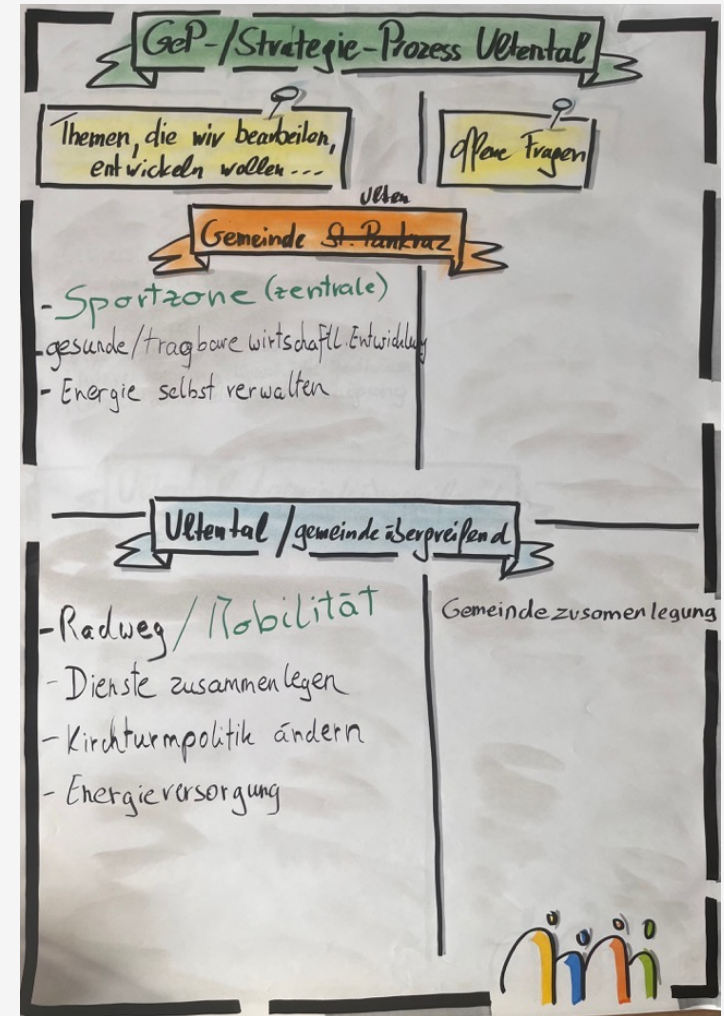 GeP-/Strategie-Prozess Ultental
Themen, die wir bearbeiten,
entwickeln wollen...
offene Fragen
Ulten
Gemeinde St. Pankraz
- Sportzone (zentrale)
- gesunde/tragbare wirtschaftl. Entwicklung
- Energie selbst verwalten
Ultental/gemeindeübergreifend
- Radweg / Mobilität
- Dienste zusammenlegen
- Kirchturmpolitik ändern
- Energieversorgung
Gemeindezusomenlegung